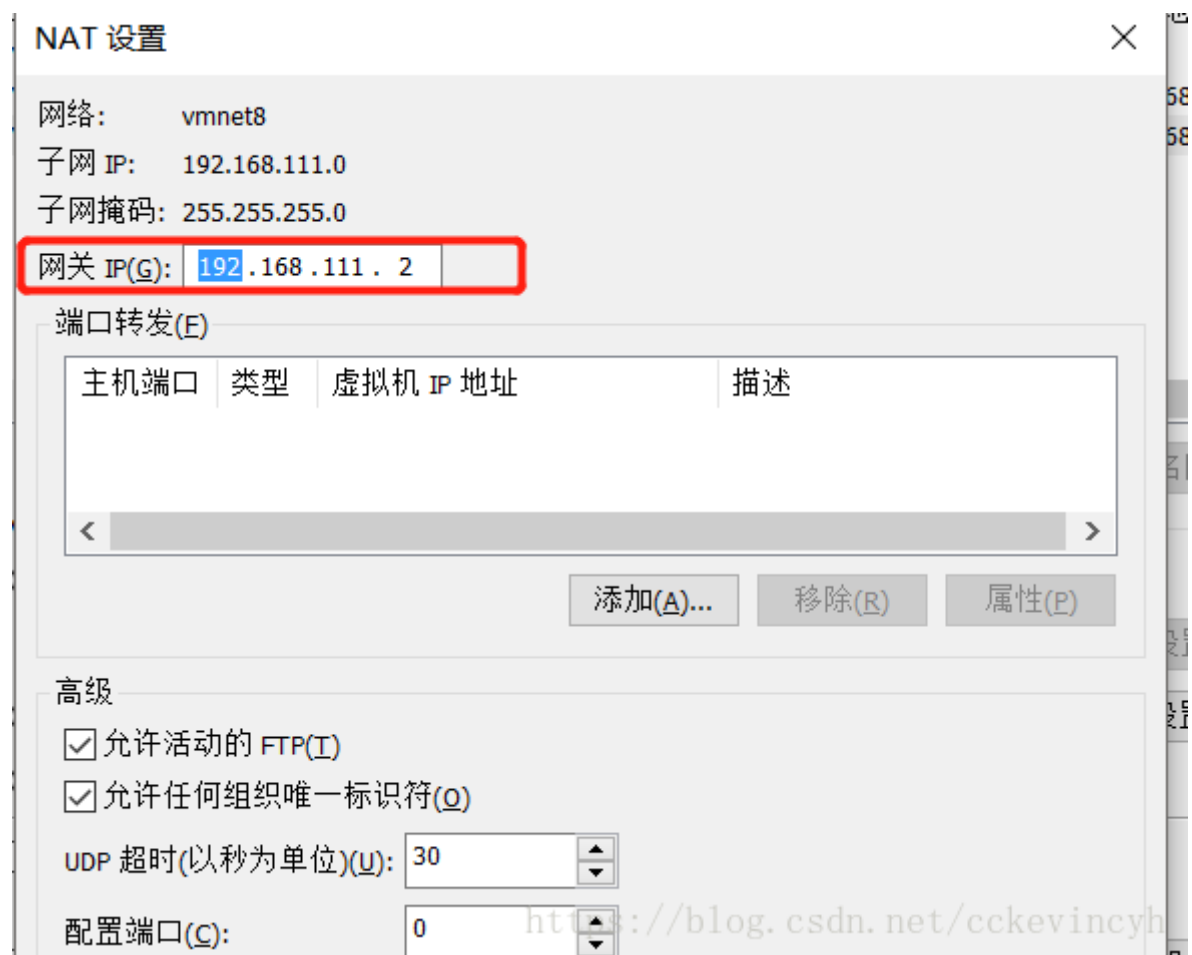 NAT 设置
网络: vmnet8
子网 IP: 192.168.111.0
子网掩码: 255.255.255.0
网关 IP(G): 192 .168 .111 . 2
端口转发(F)
主机端口 类型 虚拟机 IP 地址 描述
添加(A)... 移除(R) 属性(P)
高级
允许活动的 FTP(T)
允许任何组织唯一标识符(O)
UDP 超时(以秒为单位)(U): 30
配置端口(C): 0
https://blog.csdn.net/cckevincyh
68
68